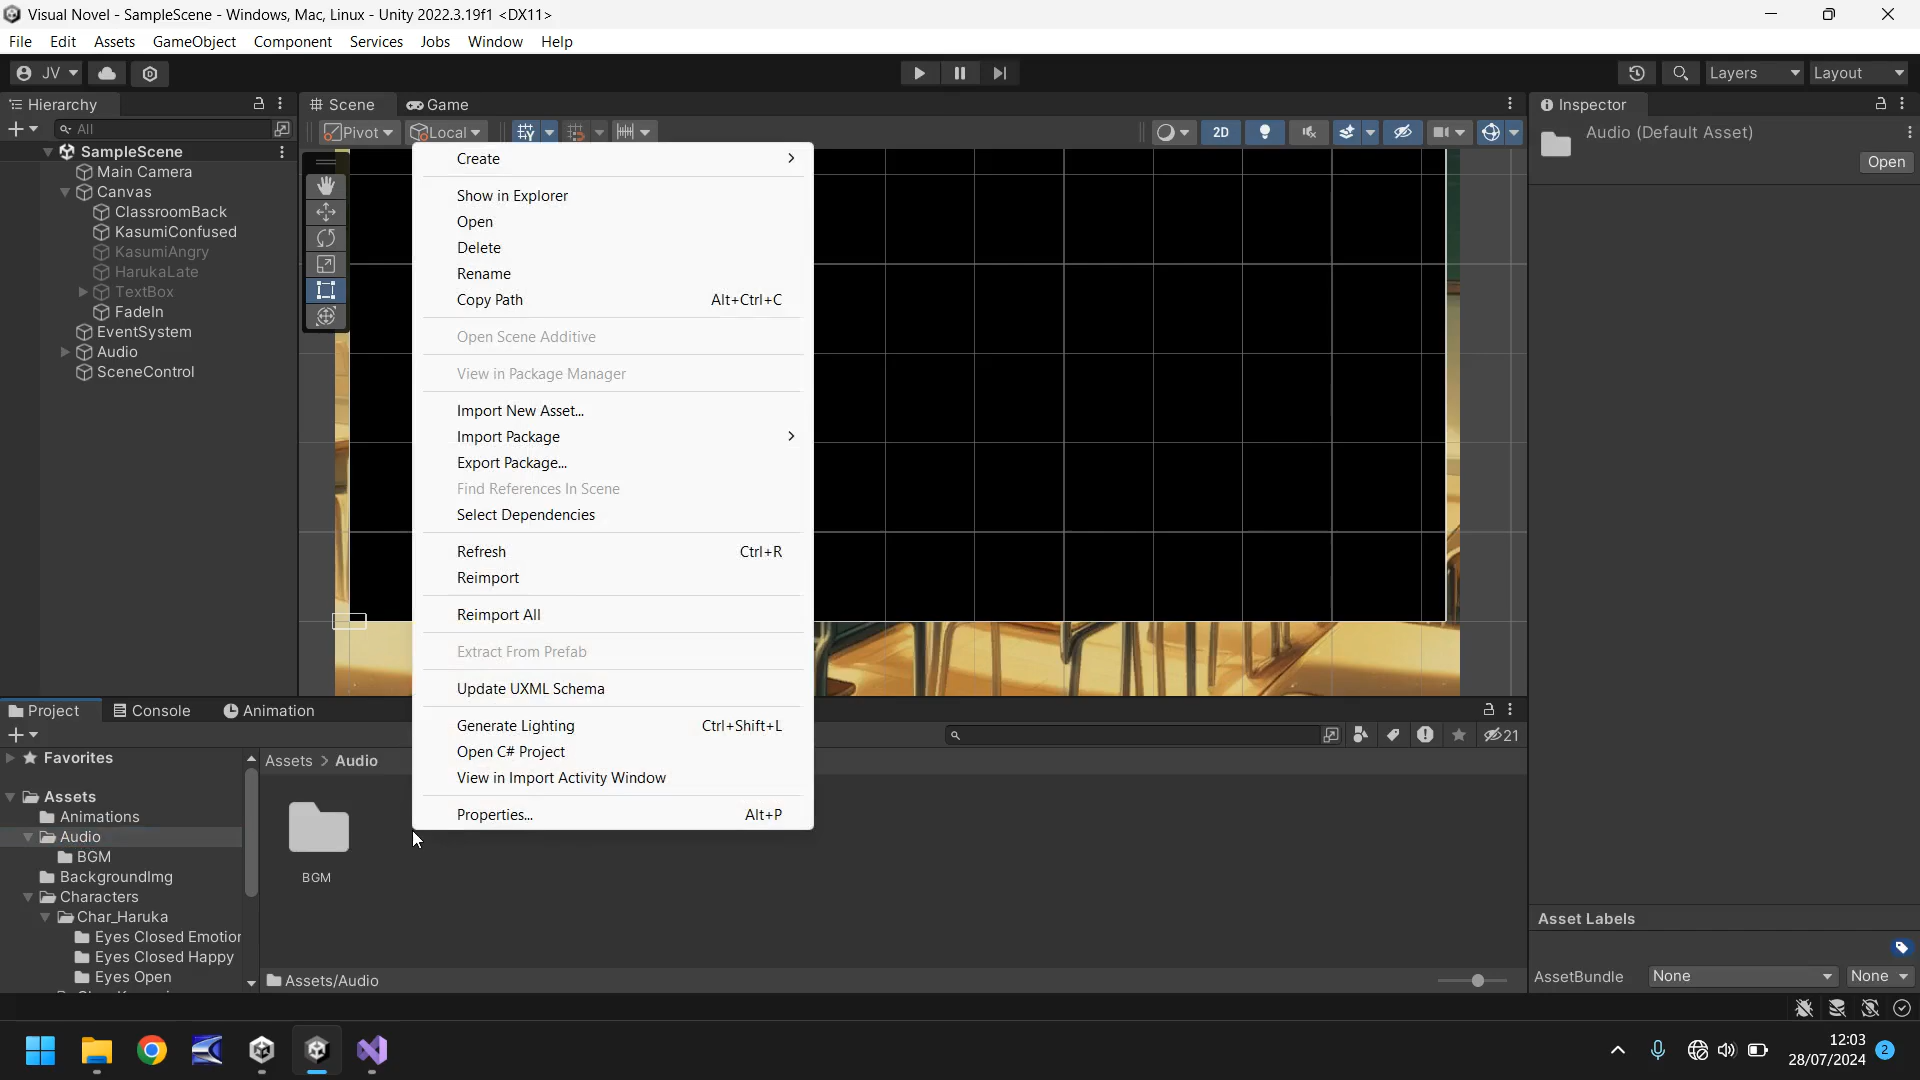 Visual Novel - SampleScene - Windows, Mac, Linux - Unity 2022.3.19f1 <DX11>
File Edit Assets GameObject Component Services Jobs Window Help
JV Layers Layout
Hierarchy Scene Game Inspector
All Pivot Local 2D Audio (Default Asset)
Open
SampleScene
Main Camera
Canvas
ClassroomBack
KasumiConfused
KasumiAngry
HarukaLate
TextBox
FadeIn
EventSystem
Audio
SceneControl
Create
Show in Explorer
Open
Delete
Rename
Copy Path Alt+Ctrl+C
Open Scene Additive
View in Package Manager
Import New Asset...
Import Package
Export Package...
Find References In Scene
Select Dependencies
Refresh Ctrl+R
Reimport
Reimport All
Extract From Prefab
Update UXML Schema
Generate Lighting Ctrl+Shift+L
Open C# Project
View in Import Activity Window
Properties... Alt+P
Project Console Animation
21
Favorites
Assets
Animations
Audio
BGM
BackgroundImg
Characters
Char_Haruka
Eyes Closed Emotior
Eyes Closed Happy
Eyes Open
Assets > Audio
BGM
Assets/Audio
Asset Labels
AssetBundle None None
12:03
28/07/2024
2